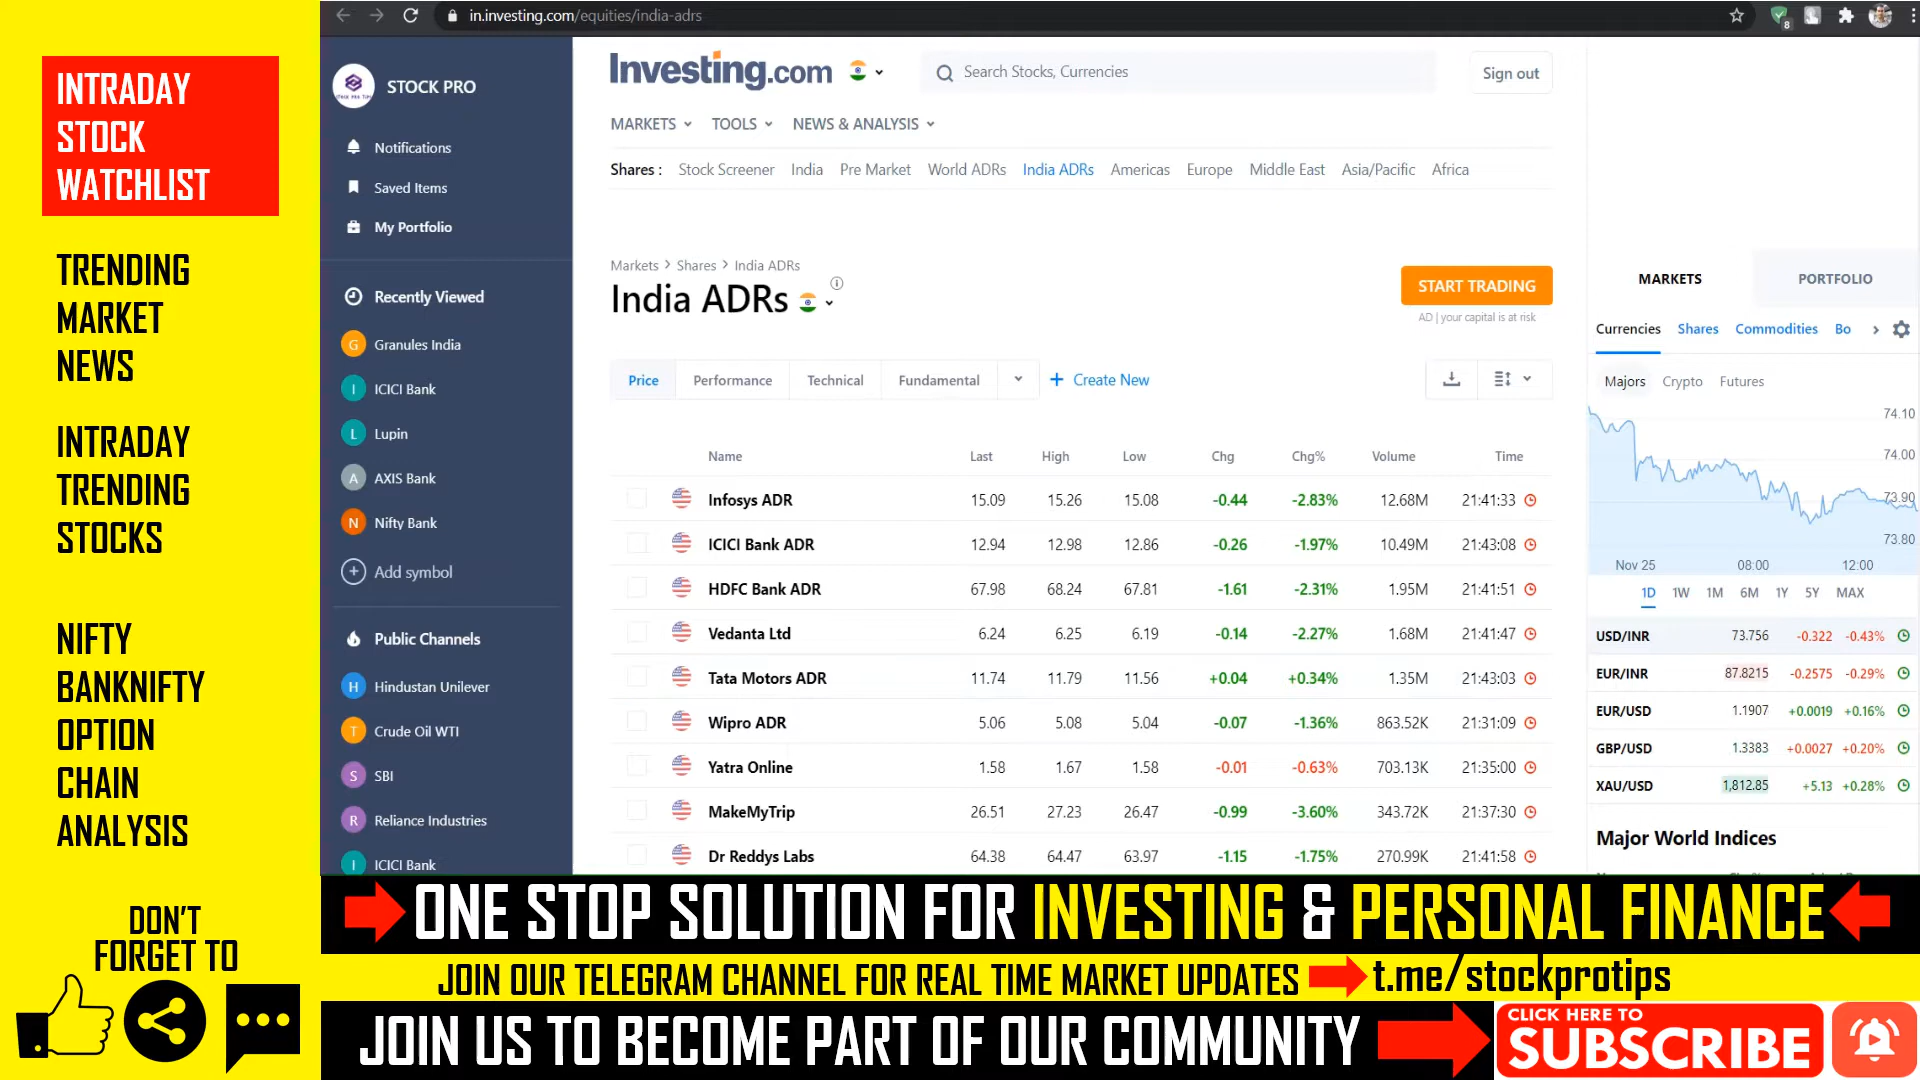 INTRADAY
STOCK
WATCHLIST
TRENDING
MARKET
NEWS
INTRADAY
TRENDING
STOCKS
NIFTY
BANKNIFTY
OPTION
CHAIN
ANALYSIS
DON'T
FORGET TO
in.investing.com/equities/india-adrs
8
STOCK PRO
Notifications
Saved Items
My Portfolio
Recently Viewed
G Granules India
I ICICI Bank
L Lupin
A AXIS Bank
N Nifty Bank
Add symbol
Public Channels
H Hindustan Unilever
T Crude Oil WTI
S SBI
R Reliance Industries
I ICICI Bank
Investing.com
Search Stocks, Currencies
Sign out
MARKETS TOOLS NEWS & ANALYSIS
Shares : Stock Screener India Pre Market World ADRs India ADRs Americas Europe Middle East Asia/Pacific Africa
Markets > Shares > India ADRs
India ADRs
START TRADING
AD | your capital is at risk
Price Performance Technical Fundamental + Create New
Name Last High Low Chg Chg% Volume Time
Infosys ADR 15.09 15.26 15.08 -0.44 -2.83% 12.68M 21:41:33
ICICI Bank ADR 12.94 12.98 12.86 -0.26 -1.97% 10.49M 21:43:08
HDFC Bank ADR 67.98 68.24 67.81 -1.61 -2.31% 1.95M 21:41:51
Vedanta Ltd 6.24 6.25 6.19 -0.14 -2.27% 1.68M 21:41:47
Tata Motors ADR 11.74 11.79 11.56 +0.04 +0.34% 1.35M 21:43:03
Wipro ADR 5.06 5.08 5.04 -0.07 -1.36% 863.52K 21:31:09
Yatra Online 1.58 1.67 1.58 -0.01 -0.63% 703.13K 21:35:00
MakeMyTrip 26.51 27.23 26.47 -0.99 -3.60% 343.72K 21:37:30
Dr Reddys Labs 64.38 64.47 63.97 -1.15 -1.75% 270.99K 21:41:58
MARKETS PORTFOLIO
Currencies Shares Commodities Bo
Majors Crypto Futures
74.10
74.00
73.90
73.80
Nov 25 08:00 12:00
1D 1W 1M 6M 1Y 5Y MAX
USD/INR 73.756 -0.322 -0.43%
EUR/INR 87.8215 -0.2575 -0.29%
EUR/USD 1.1907 +0.0019 +0.16%
GBP/USD 1.3383 +0.0027 +0.20%
XAU/USD 1,812.85 +5.13 +0.28%
Major World Indices
ONE STOP SOLUTION FOR INVESTING & PERSONAL FINANCE
JOIN OUR TELEGRAM CHANNEL FOR REAL TIME MARKET UPDATES t.me/stockprotips
JOIN US TO BECOME PART OF OUR COMMUNITY
CLICK HERE TO
SUBSCRIBE